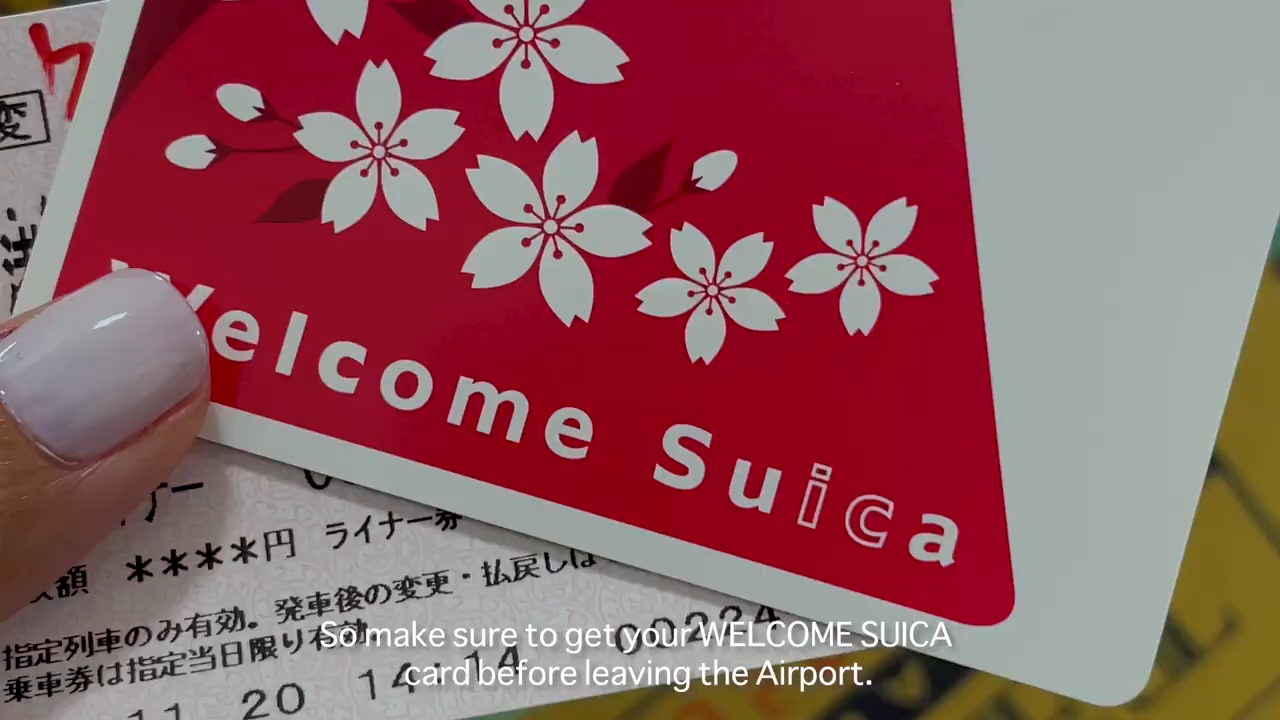 変
Welcome Suica
額 ****円 ライナー券
指定列車のみ有効。発車後の変更・払戻しは
乗車券は指定当日限り有効
11 20 14:14 00224
So make sure to get your WELCOME SUICA
card before leaving the Airport.